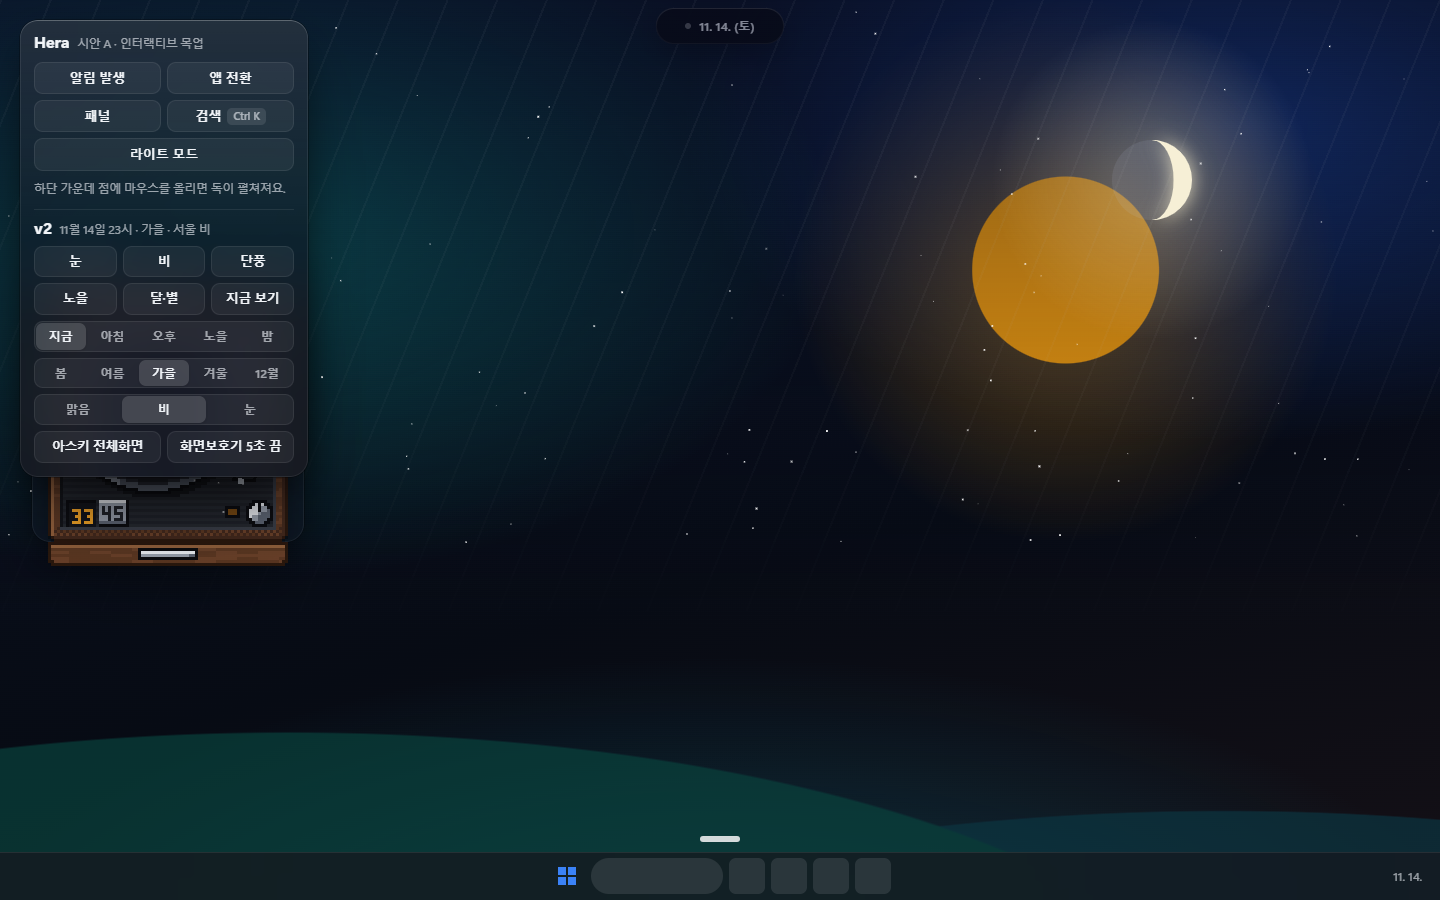 11. 14. (토)
Hera 시안 A · 인터랙티브 목업
알림 발생 앱 전환
패널 검색 Ctrl K
라이트 모드
하단 가운데 점에 마우스를 올리면 독이 펼쳐져요.
v2 11월 14일 23시 · 가을 · 서울 비
눈 비 단풍
노을 달·별 지금 보기
지금 아침 오후 노을 밤
봄 여름 가을 겨울 12월
맑음 비 눈
아스키 전체화면 화면보호기 5초 끔
33 45
11. 14.